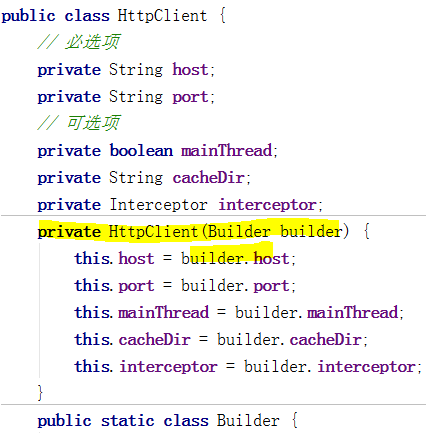 public class HttpClient {
// 必选项
private String host;
private String port;
// 可选项
private boolean mainThread;
private String cacheDir;
private Interceptor interceptor;
private HttpClient(Builder builder) {
this.host = builder.host;
this.port = builder.port;
this.mainThread = builder.mainThread;
this.cacheDir = builder.cacheDir;
this.interceptor = builder.interceptor;
}
public static class Builder {